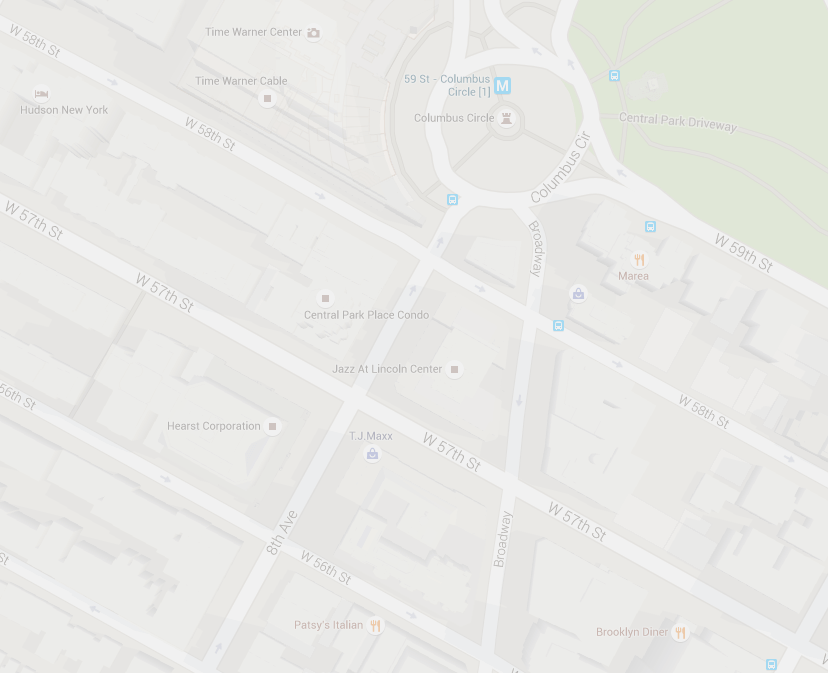 W 58th St
Time Warner Center
Time Warner Cable
59 St - Columbus
Circle [1]
M
Hudson New York
Columbus Circle
W 58th St
Central Park Driveway
Columbus Cir
W 57th St
Broadway
W 59th St
Marea
W 57th St
Central Park Place Condo
Jazz At Lincoln Center
56th St
W 58th St
Hearst Corporation
T.J.Maxx
W 57th St
W 57th St
8th Ave
Broadway
W 56th St
St
Patsy's Italian
Brooklyn Diner
W
W